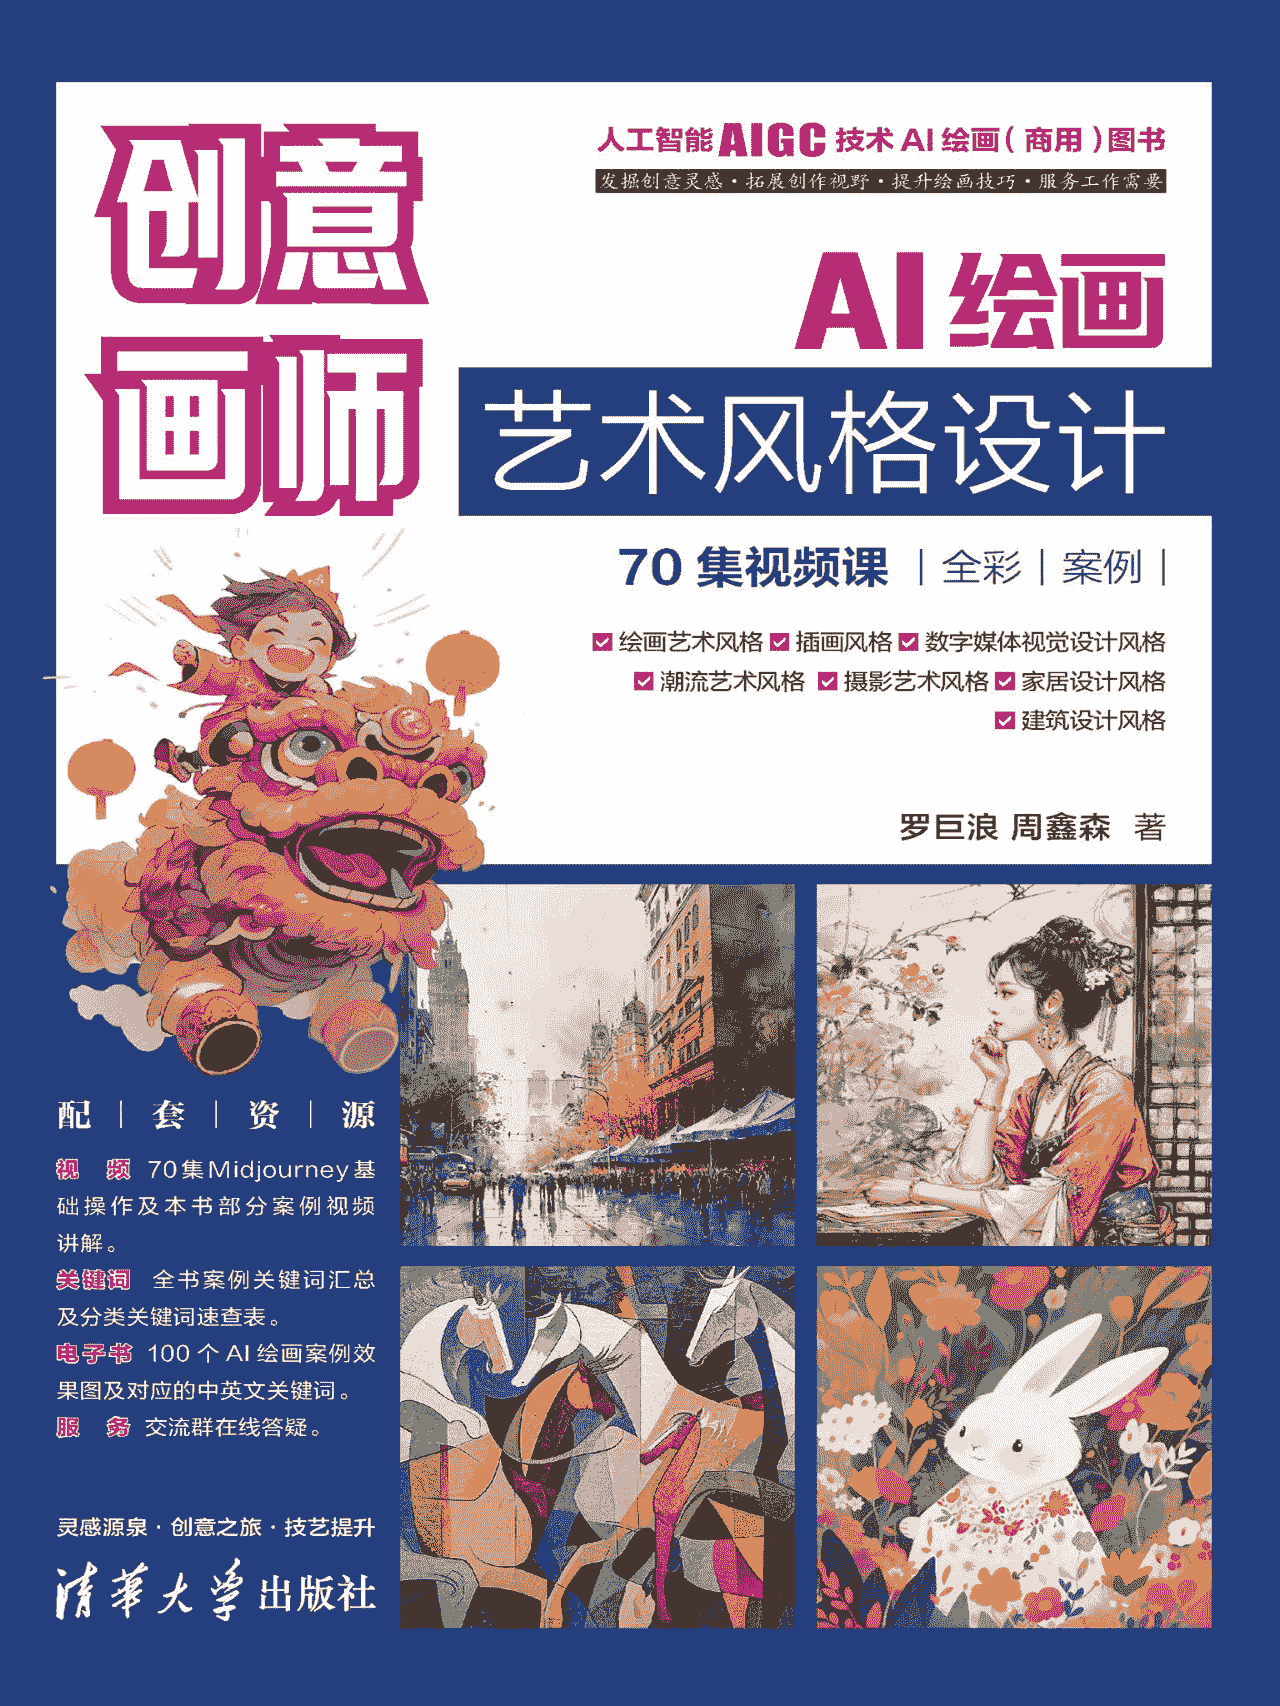 创意
画师
人工智能AIGC技术AI绘画(商用)图书
发掘创意灵感·拓展创作视野·提升绘画技巧·服务工作需要
AI绘画
艺术风格设计
70集视频课|全彩|案例|
绘画艺术风格 插画风格 数字媒体视觉设计风格
潮流艺术风格 摄影艺术风格 家居设计风格
建筑设计风格
罗巨浪 周鑫森 著
配|套|资|源
视 频 70集Midjourney基
础操作及本书部分案例视频
讲解。
关键词 全书案例关键词汇总
及分类关键词速查表。
电子书 100个AI绘画案例效
果图及对应的中英文关键词。
服 务 交流群在线答疑。
灵感源泉·创意之旅·技艺提升
清华大学出版社